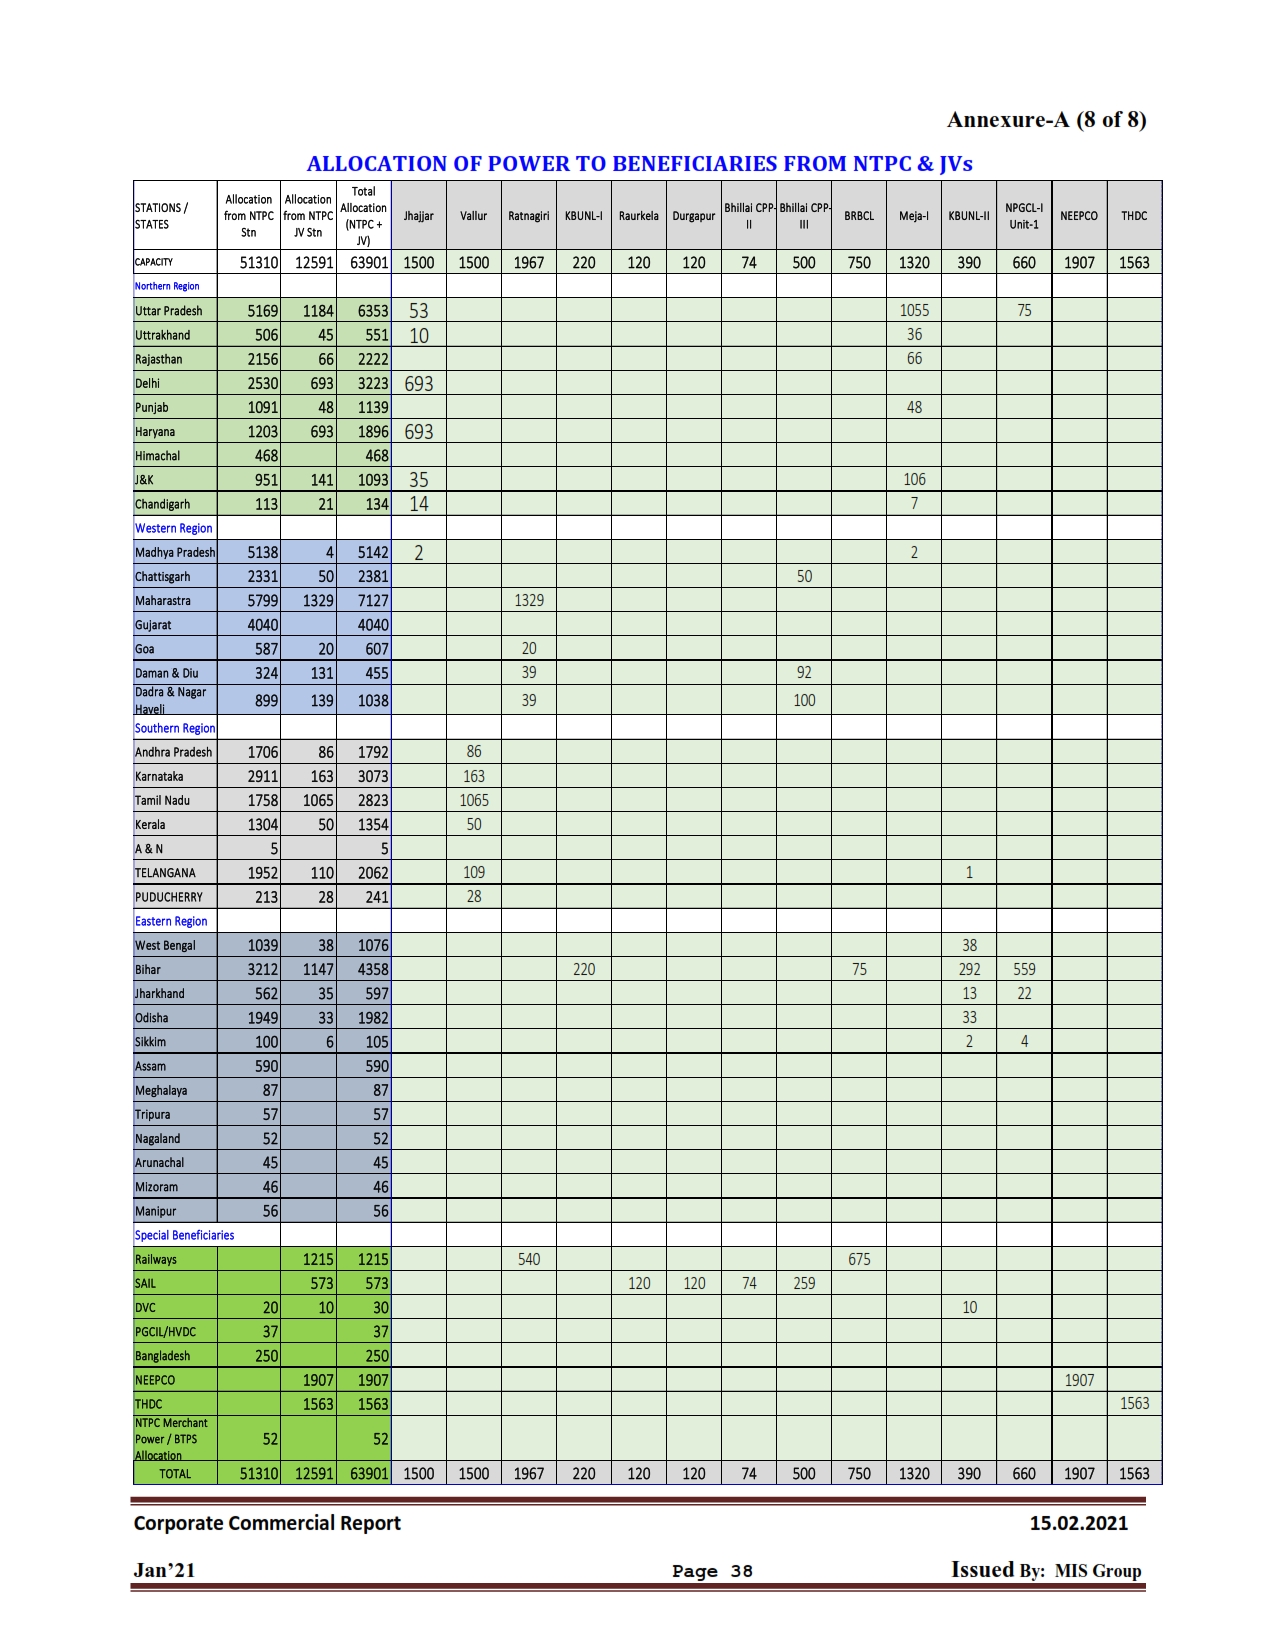 Annexure-A (8 of 8)
ALLOCATION OF POWER TO BENEFICIARIES FROM NTPC & JVs
STATIONS / STATES Allocation from NTPC Stn Allocation from NTPC JV Stn Total Allocation (NTPC + JV) Jhajjar Vallur Ratnagiri KBUNL-I Raurkela Durgapur Bhillai CPP-II Bhillai CPP-III BRBCL Meja-I KBUNL-II NPGCL-I Unit-1 NEEPCO THDC
CAPACITY 51310 12591 63901 1500 1500 1967 220 120 120 74 500 750 1320 390 660 1907 1563
Northern Region
Uttar Pradesh 5169 1184 6353 53 1055 75
Uttrakhand 506 45 551 10 36
Rajasthan 2156 66 2222 66
Delhi 2530 693 3223 693
Punjab 1091 48 1139 48
Haryana 1203 693 1896 693
Himachal 468 468
J&K 951 141 1093 35 106
Chandigarh 113 21 134 14 7
Western Region
Madhya Pradesh 5138 4 5142 2 2
Chattisgarh 2331 50 2381 50
Maharastra 5799 1329 7127 1329
Gujarat 4040 4040
Goa 587 20 607 20
Daman & Diu 324 131 455 39 92
Dadra & Nagar Haveli 899 139 1038 39 100
Southern Region
Andhra Pradesh 1706 86 1792 86
Karnataka 2911 163 3073 163
Tamil Nadu 1758 1065 2823 1065
Kerala 1304 50 1354 50
A & N 5 5
TELANGANA 1952 110 2062 109 1
PUDUCHERRY 213 28 241 28
Eastern Region
West Bengal 1039 38 1076 38
Bihar 3212 1147 4358 220 75 292 559
Jharkhand 562 35 597 13 22
Odisha 1949 33 1982 33
Sikkim 100 6 105 2 4
Assam 590 590
Meghalaya 87 87
Tripura 57 57
Nagaland 52 52
Arunachal 45 45
Mizoram 46 46
Manipur 56 56
Special Beneficiaries
Railways 1215 1215 540 675
SAIL 573 573 120 120 74 259
DVC 20 10 30 10
PGCIL/HVDC 37 37
Bangladesh 250 250
NEEPCO 1907 1907 1907
THDC 1563 1563 1563
NTPC Merchant Power / BTPS Allocation 52 52
TOTAL 51310 12591 63901 1500 1500 1967 220 120 120 74 500 750 1320 390 660 1907 1563
Corporate Commercial Report 15.02.2021
Jan’21 Page 38 Issued By: MIS Group